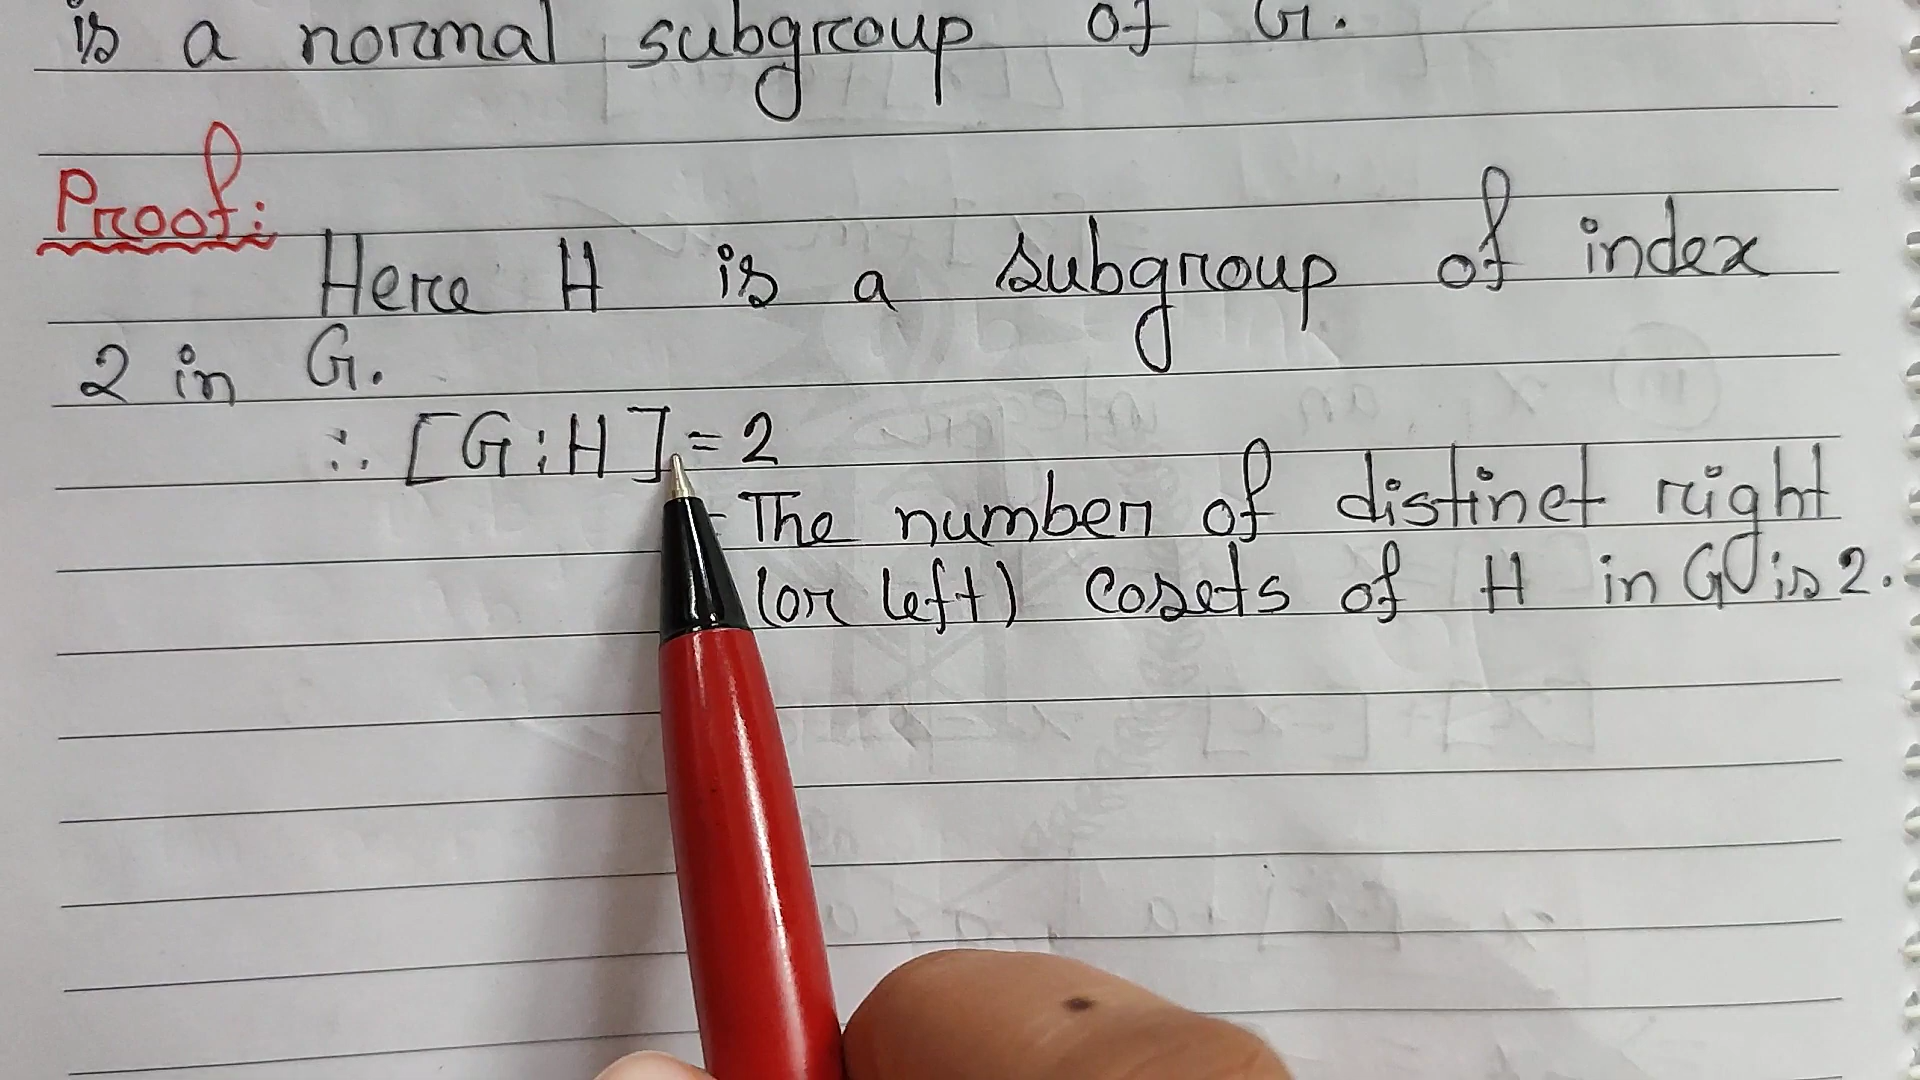 is a normal subgroup of G.
Proof:
Here H is a subgroup of index
2 in G.
∴ [G:H] = 2
= The number of distinct right
(or left) cosets of H in G is 2.